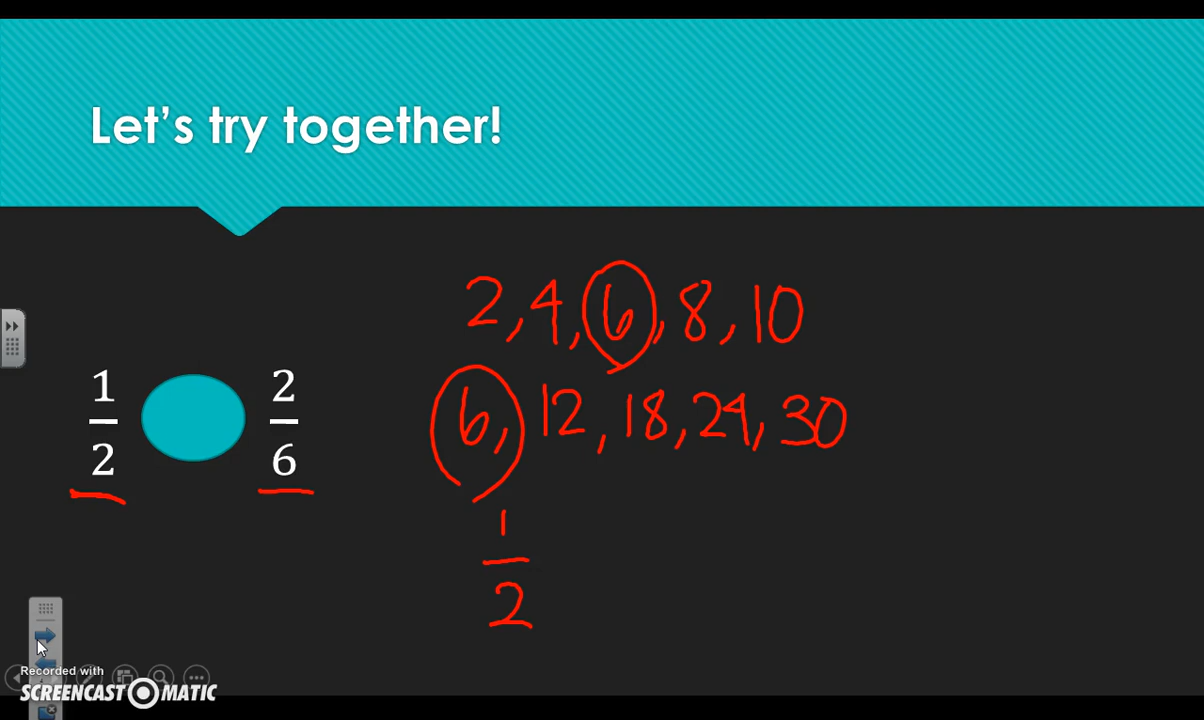 Let's try together!
2, 4, 6, 8, 10
6, 12, 18, 24, 30
1/2 2/6
1/2
Recorded with
SCREENCAST MATIC